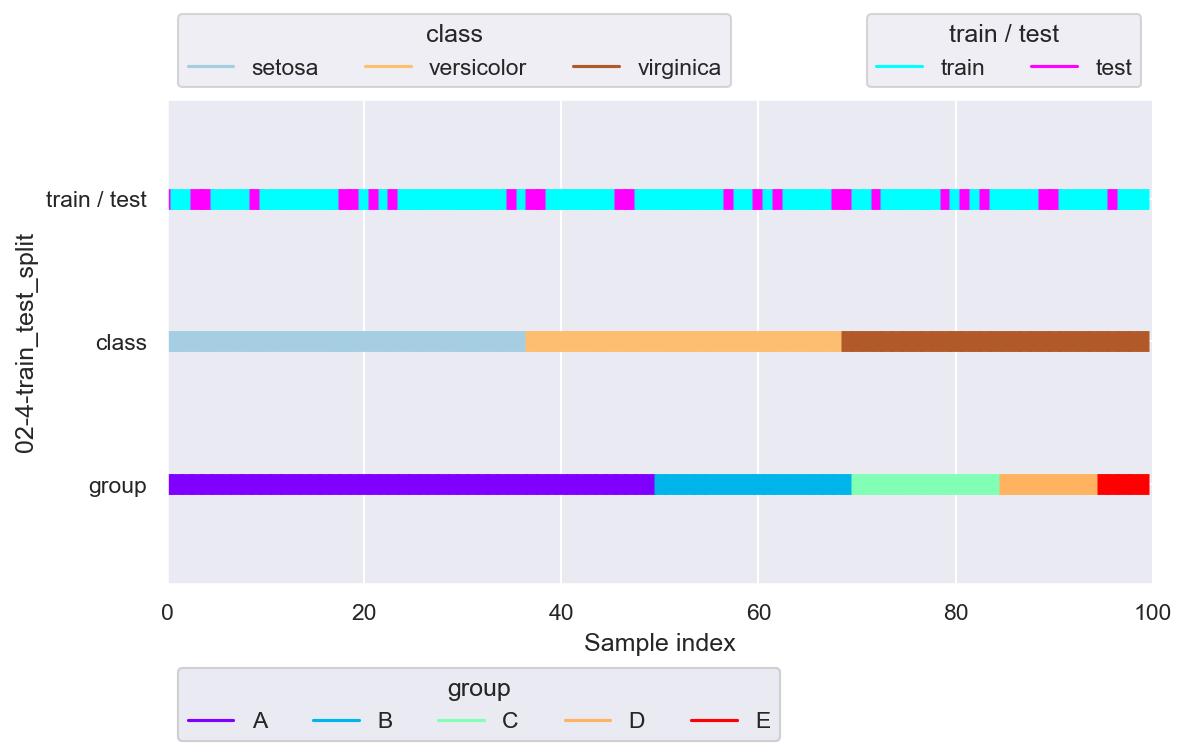 class
setosa versicolor virginica
train / test
train test
train / test
class
group
02-4-train_test_split
0 20 40 60 80 100
Sample index
group
A B C D E